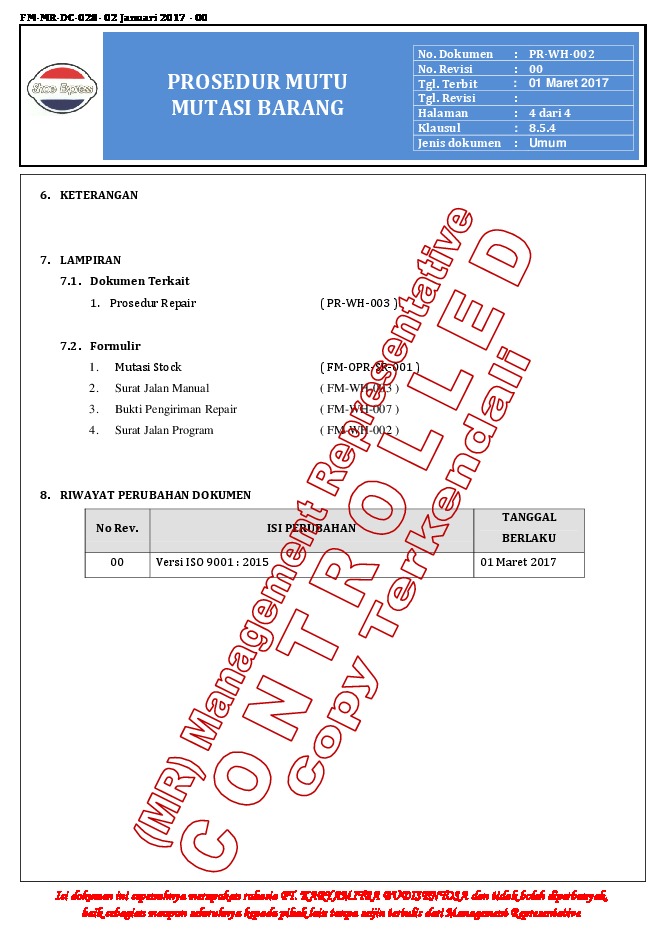 FM-MR-DC-028- 02 Januari 2017 - 00
Shoe Express
PROSEDUR MUTU
MUTASI BARANG
No. Dokumen : PR-WH-002
No. Revisi : 00
Tgl. Terbit : 01 Maret 2017
Tgl. Revisi :
Halaman : 4 dari 4
Klausul : 8.5.4
Jenis dokumen : Umum
6. KETERANGAN
7. LAMPIRAN
7.1. Dokumen Terkait
1. Prosedur Repair ( PR-WH-003 )
7.2. Formulir
1. Mutasi Stock ( FM-OPR-SR-001 )
2. Surat Jalan Manual ( FM-WH-003 )
3. Bukti Pengiriman Repair ( FM-WH-007 )
4. Surat Jalan Program ( FM-WH-002 )
8. RIWAYAT PERUBAHAN DOKUMEN
No Rev. ISI PERUBAHAN TANGGAL BERLAKU
00 Versi ISO 9001 : 2015 01 Maret 2017
(MR) Management Representative
CONTROLLED
Copy Terkendali
Isi dokumen ini sepenuhnya merupakan rahasia PT. KARYAMITRA BUDISENTOSA dan tidak boleh diperbanyak,
baik sebagian maupun seluruhnya kepada pihak lain tanpa seijin tertulis dari Management Representative